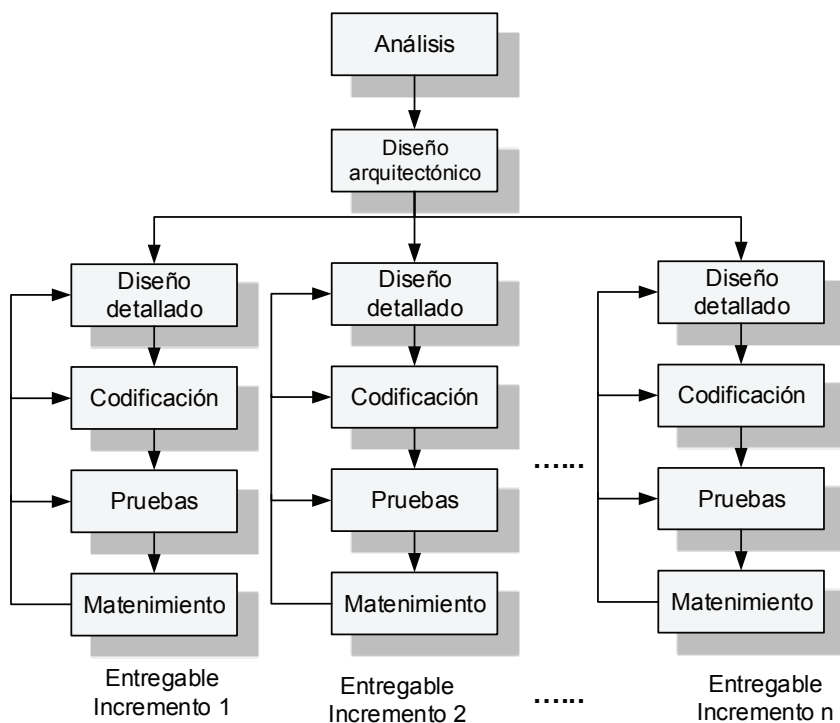 Análisis
Diseño
arquitectónico
Diseño
detallado
Codificación
Pruebas
Matenimiento
Entregable
Incremento 1
Diseño
detallado
Codificación
Pruebas
Matenimiento
Entregable
Incremento 2
......
......
Diseño
detallado
Codificación
Pruebas
Matenimiento
Entregable
Incremento n